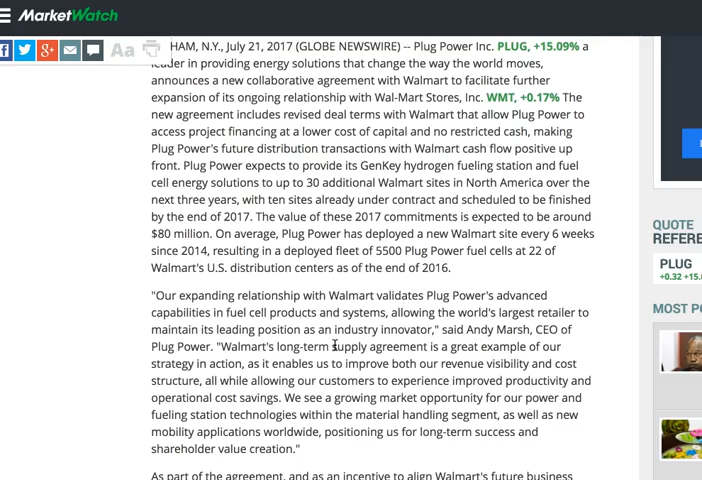 MarketWatch
Aa
HAM, N.Y., July 21, 2017 (GLOBE NEWSWIRE) -- Plug Power Inc. PLUG, +15.09% a
leader in providing energy solutions that change the way the world moves,
announces a new collaborative agreement with Walmart to facilitate further
expansion of its ongoing relationship with Wal-Mart Stores, Inc. WMT, +0.17% The
new agreement includes revised deal terms with Walmart that allow Plug Power to
access project financing at a lower cost of capital and no restricted cash, making
Plug Power's future distribution transactions with Walmart cash flow positive up
front. Plug Power expects to provide its GenKey hydrogen fueling station and fuel
cell energy solutions to up to 30 additional Walmart sites in North America over the
next three years, with ten sites already under contract and scheduled to be finished
by the end of 2017. The value of these 2017 commitments is expected to be around
$80 million. On average, Plug Power has deployed a new Walmart site every 6 weeks
since 2014, resulting in a deployed fleet of 5500 Plug Power fuel cells at 22 of
Walmart's U.S. distribution centers as of the end of 2016.
"Our expanding relationship with Walmart validates Plug Power's advanced
capabilities in fuel cell products and systems, allowing the world's largest retailer to
maintain its leading position as an industry innovator," said Andy Marsh, CEO of
Plug Power. "Walmart's long-term supply agreement is a great example of our
strategy in action, as it enables us to improve both our revenue visibility and cost
structure, all while allowing our customers to experience improved productivity and
operational cost savings. We see a growing market opportunity for our power and
fueling station technologies within the material handling segment, as well as new
mobility applications worldwide, positioning us for long-term success and
shareholder value creation."
As part of the agreement, and as an incentive to align Walmart's future business
QUOTE
REFERE
PLUG
+0.32 +15.0
MOST P